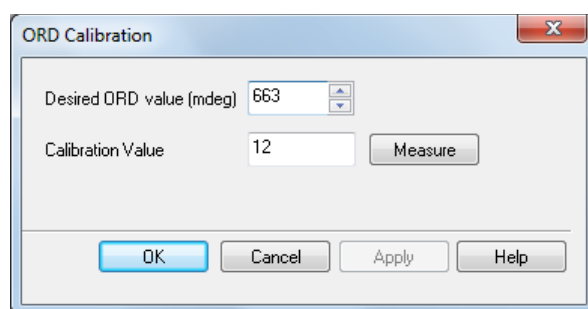 ORD Calibration
Desired ORD value (mdeg) 663
Calibration Value 12 Measure
OK Cancel Apply Help